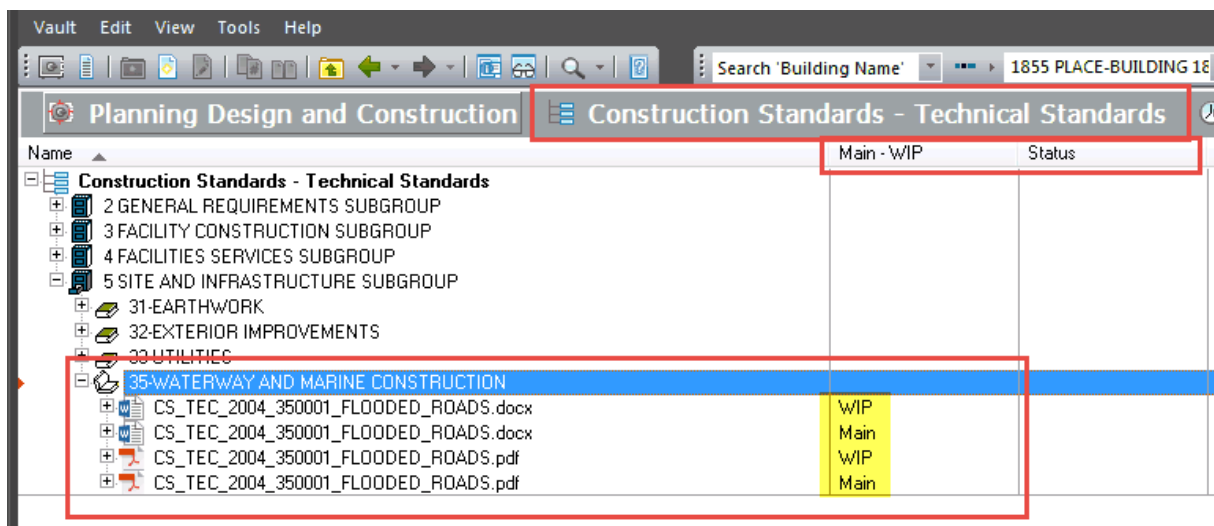 Vault Edit View Tools Help
Search 'Building Name' 1855 PLACE-BUILDING 18
Planning Design and Construction Construction Standards - Technical Standards
Name Main - WIP Status
Construction Standards - Technical Standards
2 GENERAL REQUIREMENTS SUBGROUP
3 FACILITY CONSTRUCTION SUBGROUP
4 FACILITIES SERVICES SUBGROUP
5 SITE AND INFRASTRUCTURE SUBGROUP
31-EARTHWORK
32-EXTERIOR IMPROVEMENTS
33-UTILITIES
35-WATERWAY AND MARINE CONSTRUCTION
CS_TEC_2004_350001_FLOODED_ROADS.docx WIP
CS_TEC_2004_350001_FLOODED_ROADS.docx Main
CS_TEC_2004_350001_FLOODED_ROADS.pdf WIP
CS_TEC_2004_350001_FLOODED_ROADS.pdf Main